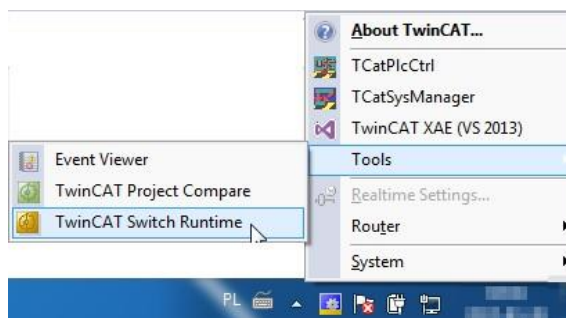 About TwinCAT...
TCatPlcCtrl
TCatSysManager
TwinCAT XAE (VS 2013)
Tools
Realtime Settings...
Router
System
Event Viewer
TwinCAT Project Compare
TwinCAT Switch Runtime
PL